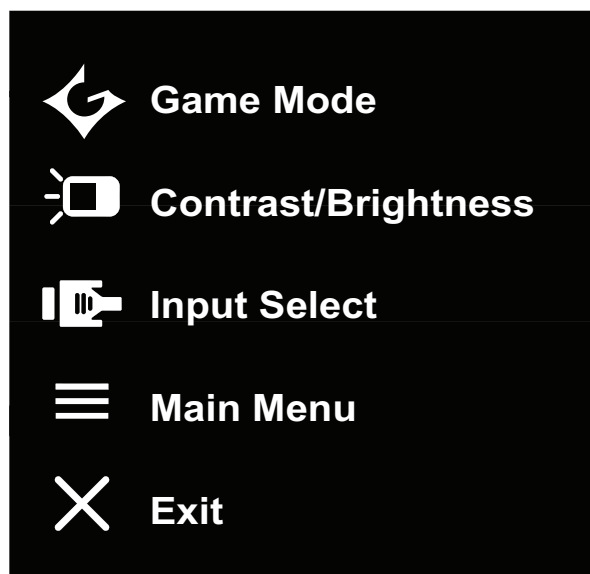 Game Mode
Contrast/Brightness
Input Select
Main Menu
Exit